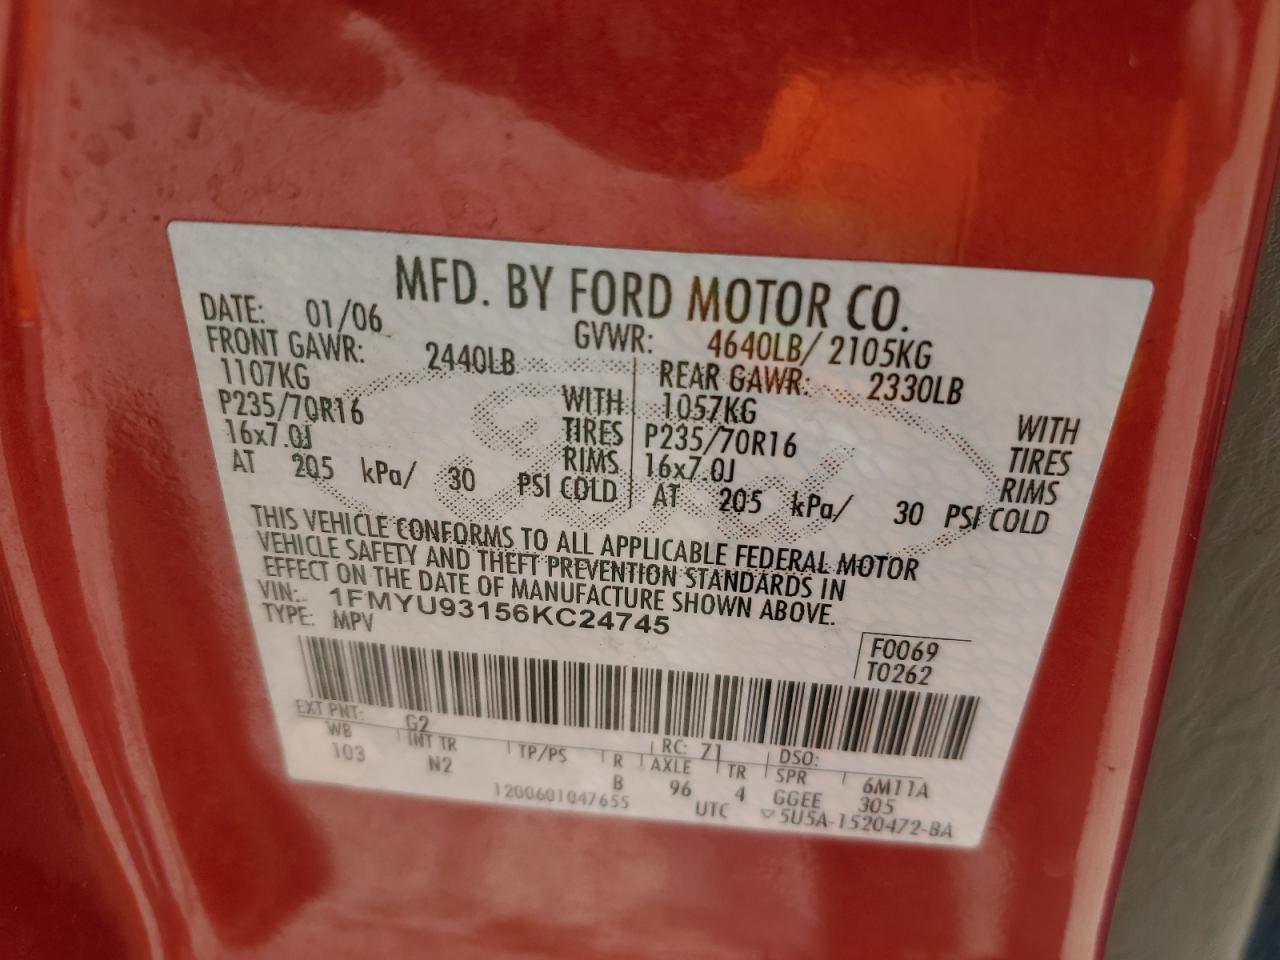 MFD. BY FORD MOTOR CO.
DATE: 01/06 GVWR: 4640LB/ 2105KG
FRONT GAWR: 2440LB REAR GAWR: 2330LB
1107KG WITH 1057KG WITH
P235/70R16 TIRES P235/70R16 TIRES
16x7.0J RIMS 16x7.0J RIMS
AT 205 kPa/ 30 PSI COLD AT 205 kPa/ 30 PSI COLD
THIS VEHICLE CONFORMS TO ALL APPLICABLE FEDERAL MOTOR
VEHICLE SAFETY AND THEFT PREVENTION STANDARDS IN
EFFECT ON THE DATE OF MANUFACTURE SHOWN ABOVE.
VIN: 1FMYU93156KC24745
TYPE: MPV
F0069
T0262
EXT PNT: G2 RC: 71 DSO:
WB INT TR TP/PS R AXLE TR SPR 6M11A
103 N2 B 96 4 GGEE 305
1200601047655 UTC ▽5U5A-1520472-BA